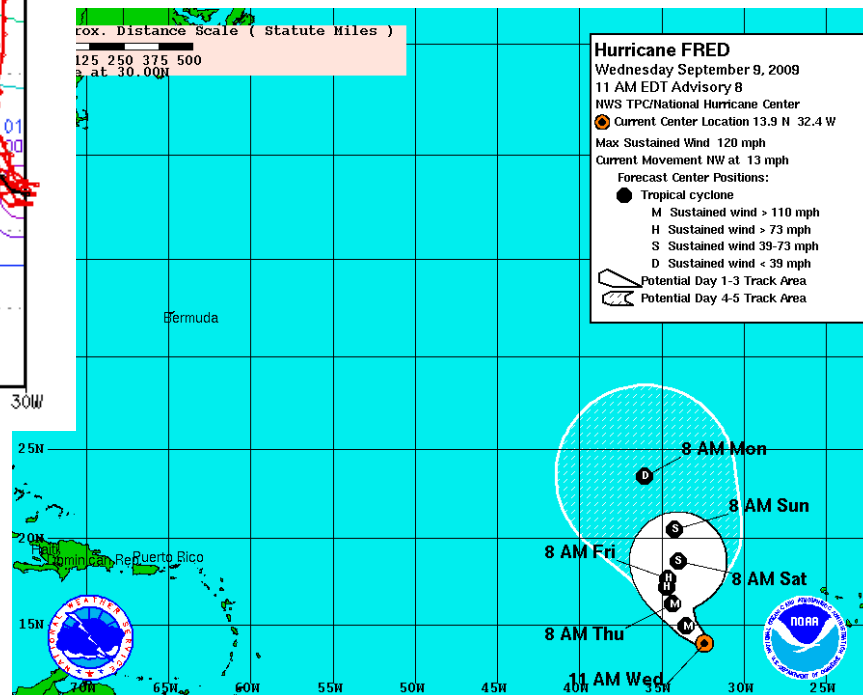 rox. Distance Scale ( Statute Miles )
125 250 375 500
e at 30.00N
01
30W
Hurricane FRED
Wednesday September 9, 2009
11 AM EDT Advisory 8
NWS TPC/National Hurricane Center
Current Center Location 13.9 N 32.4 W
Max Sustained Wind 120 mph
Current Movement NW at 13 mph
Forecast Center Positions:
Tropical cyclone
M Sustained wind > 110 mph
H Sustained wind > 73 mph
S Sustained wind 39-73 mph
D Sustained wind < 39 mph
Potential Day 1-3 Track Area
Potential Day 4-5 Track Area
Bermuda
25N
8 AM Mon
D
8 AM Sun
S
20N
Haiti
Dominican Rep
Puerto Rico
8 AM Fri
S
H
H
8 AM Sat
M
15N
8 AM Thu
M
11 AM Wed
NATIONAL WEATHER SERVICE
NOAA
70W 65W 60W 55W 50W 45W 40W 35W 30W 25W